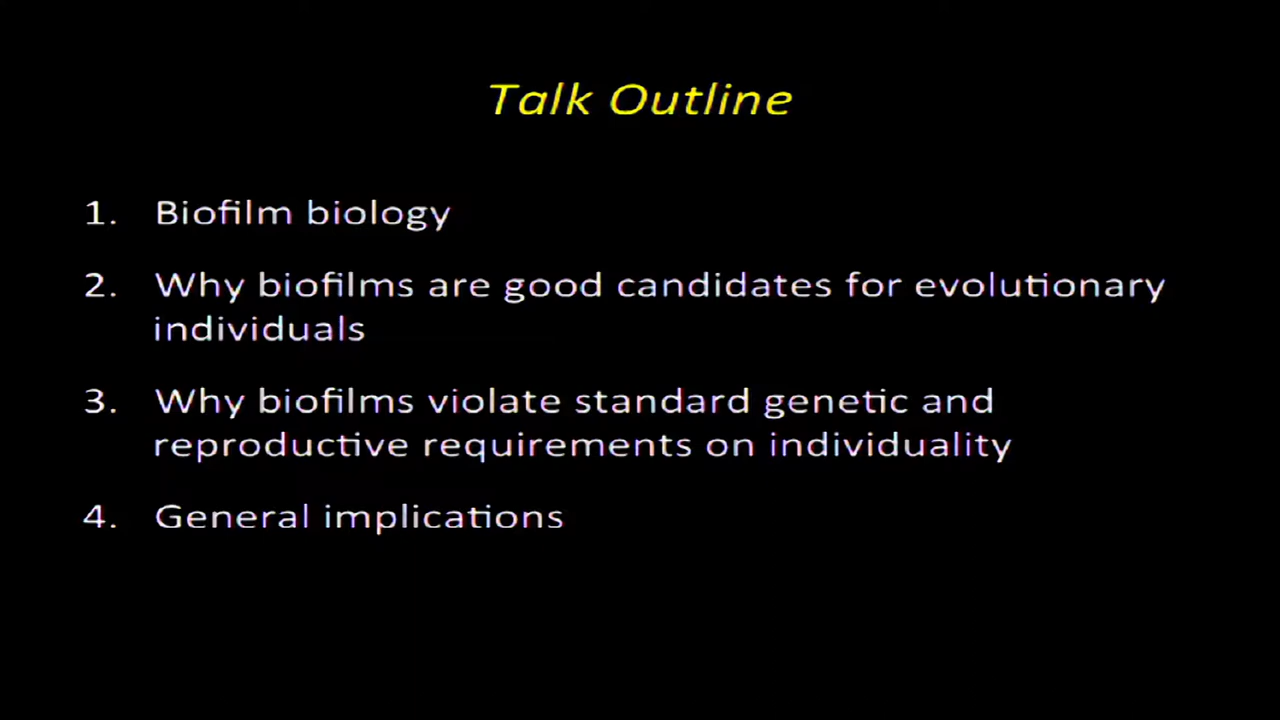 Talk Outline
1. Biofilm biology
2. Why biofilms are good candidates for evolutionary
individuals
3. Why biofilms violate standard genetic and
reproductive requirements on individuality
4. General implications